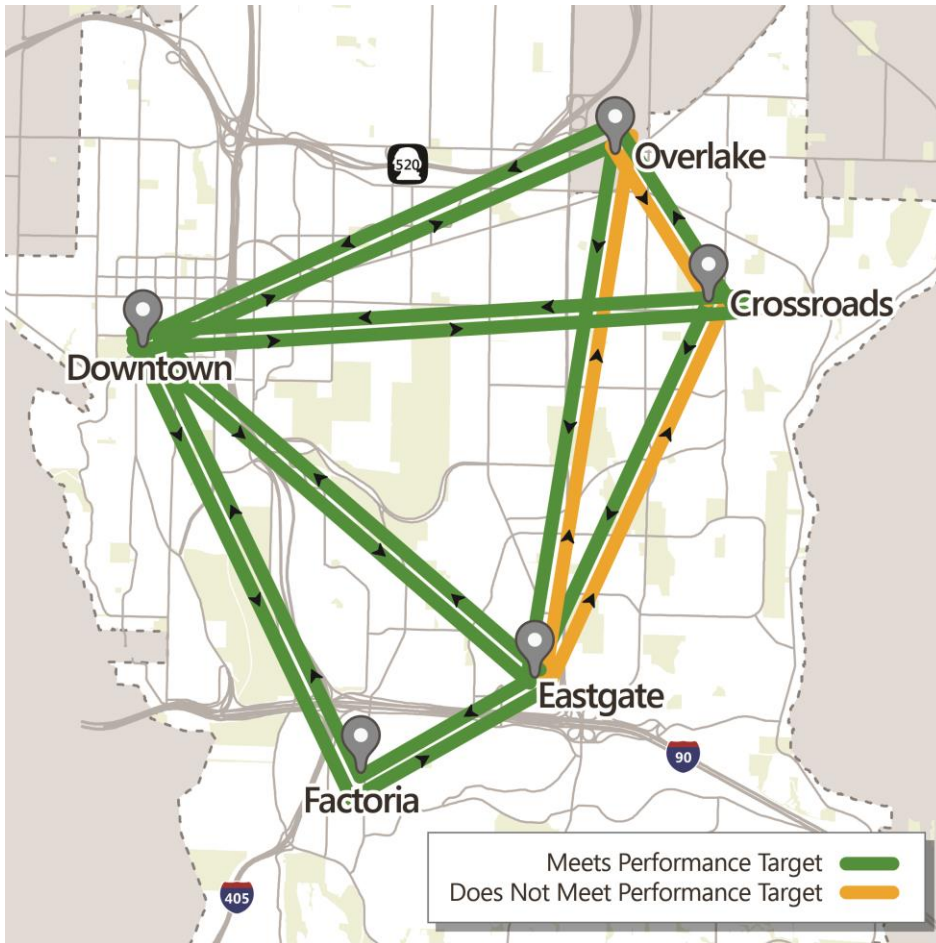 520
Overlake
Crossroads
Downtown
Eastgate
90
Factoria
405
Meets Performance Target
Does Not Meet Performance Target